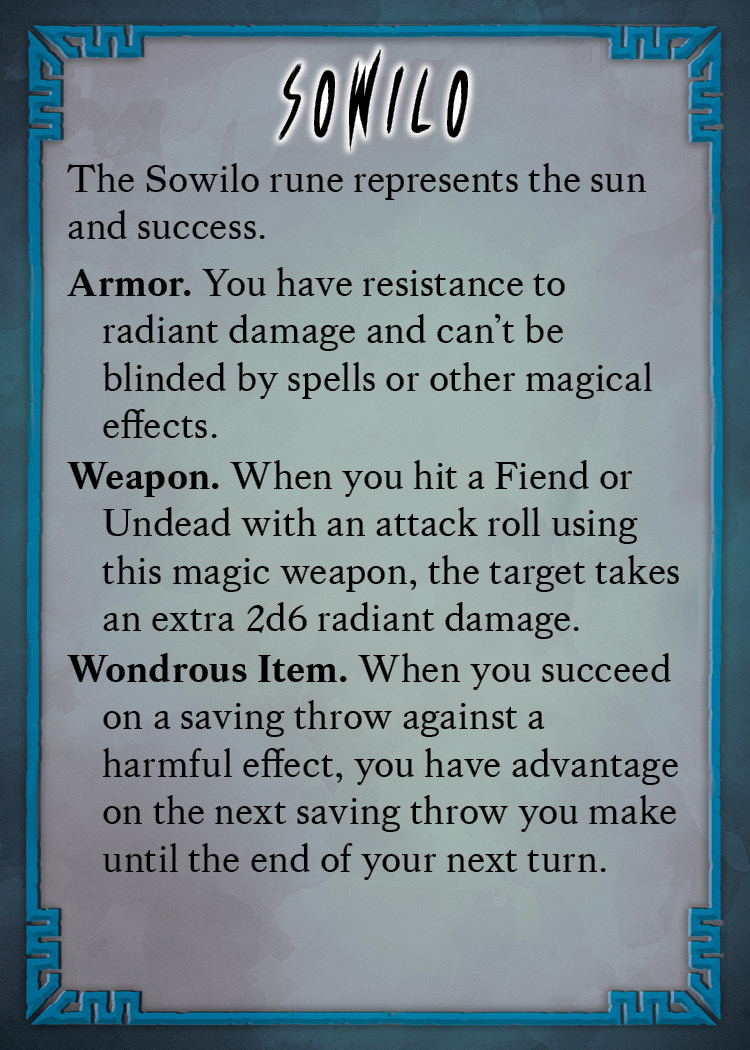 SOWILO
The Sowilo rune represents the sun
and success.
Armor. You have resistance to
radiant damage and can’t be
blinded by spells or other magical
effects.
Weapon. When you hit a Fiend or
Undead with an attack roll using
this magic weapon, the target takes
an extra 2d6 radiant damage.
Wondrous Item. When you succeed
on a saving throw against a
harmful effect, you have advantage
on the next saving throw you make
until the end of your next turn.